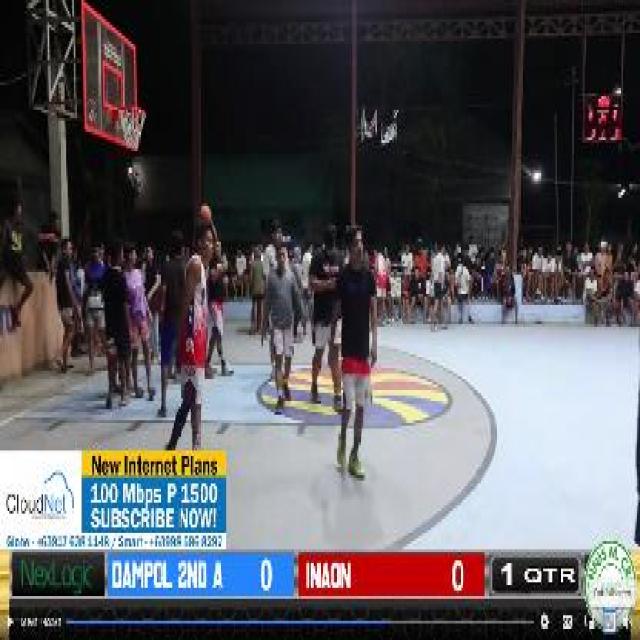 New Internet Plans
CloudNet
100 Mbps P 1500
SUBSCRIBE NOW!
NexLogic
DAMPOL 2ND A 0 INAON 0 1 QTR